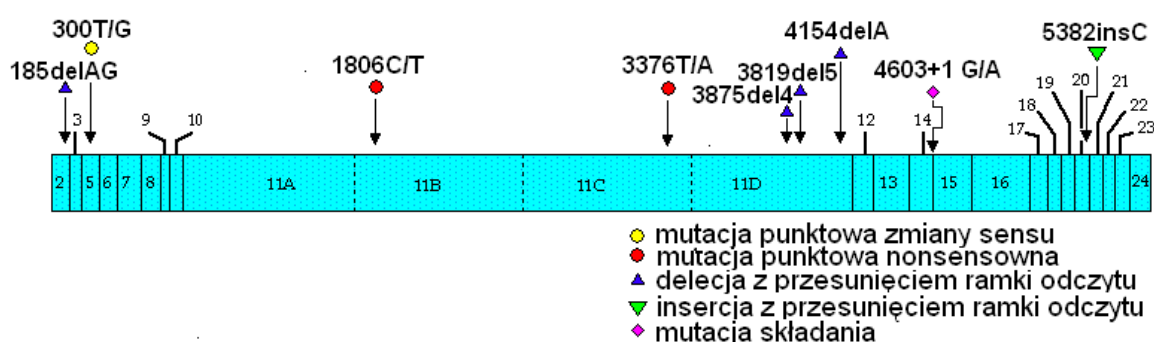 300T/G
4154delA
5382insC
185delAG
1806C/T
3376T/A
3819del5
4603+1 G/A
3875del4
3
9
10
12
14
17
18
19
20
21
22
23
2 5 6 7 8 11A 11B 11C 11D 13 15 16 24
mutacja punktowa zmiany sensu
mutacja punktowa nonsensowna
delecja z przesunięciem ramki odczytu
insercja z przesunięciem ramki odczytu
mutacja składania